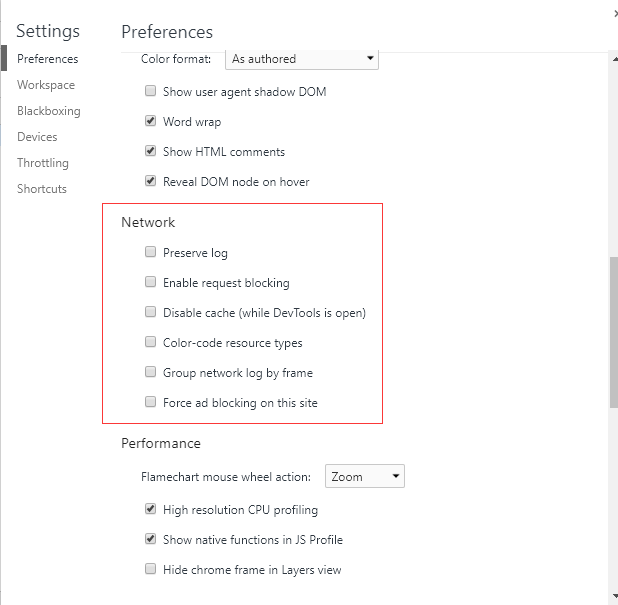 Settings
Preferences
Workspace
Blackboxing
Devices
Throttling
Shortcuts
Preferences
Color format: As authored
Show user agent shadow DOM
Word wrap
Show HTML comments
Reveal DOM node on hover
Network
Preserve log
Enable request blocking
Disable cache (while DevTools is open)
Color-code resource types
Group network log by frame
Force ad blocking on this site
Performance
Flamechart mouse wheel action: Zoom
High resolution CPU profiling
Show native functions in JS Profile
Hide chrome frame in Layers view